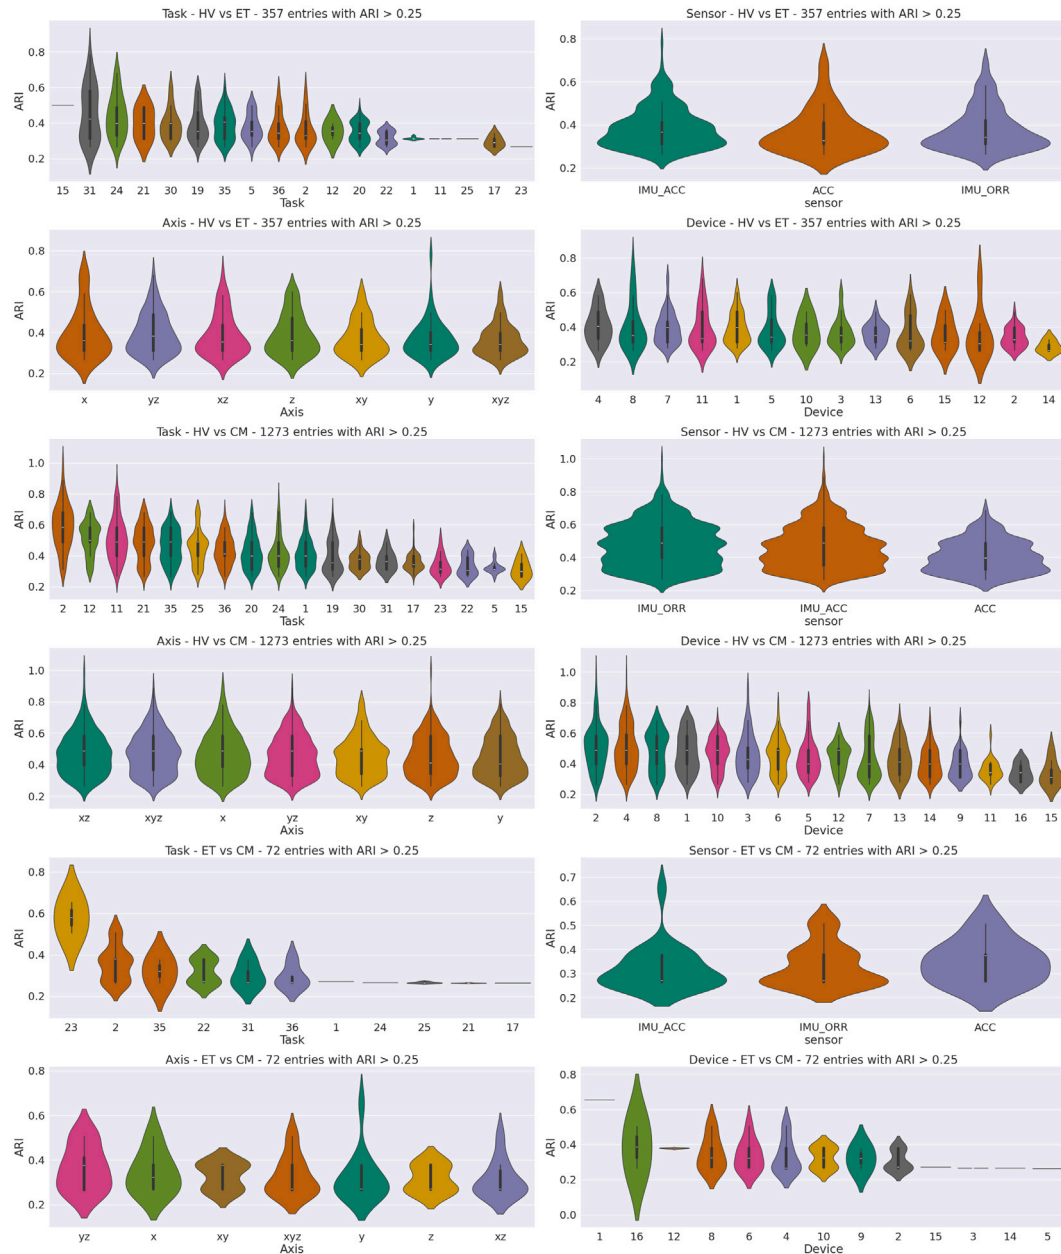 Task - HV vs ET - 357 entries with ARI > 0.25
ARI
0.8
0.6
0.4
0.2
15 31 24 21 30 19 35 5 36 2 12 20 22 1 11 25 17 23
Task
Sensor - HV vs ET - 357 entries with ARI > 0.25
ARI
0.8
0.6
0.4
0.2
IMU_ACC ACC IMU_ORR
sensor
Axis - HV vs ET - 357 entries with ARI > 0.25
ARI
0.8
0.6
0.4
0.2
x yz xz z xy y xyz
Axis
Device - HV vs ET - 357 entries with ARI > 0.25
ARI
0.8
0.6
0.4
0.2
4 8 7 11 1 5 10 3 13 6 15 12 2 14
Device
Task - HV vs CM - 1273 entries with ARI > 0.25
ARI
1.0
0.8
0.6
0.4
0.2
2 12 11 21 35 25 36 20 24 1 19 30 31 17 23 22 5 15
Task
Sensor - HV vs CM - 1273 entries with ARI > 0.25
ARI
1.0
0.8
0.6
0.4
0.2
IMU_ORR IMU_ACC ACC
sensor
Axis - HV vs CM - 1273 entries with ARI > 0.25
ARI
1.0
0.8
0.6
0.4
0.2
xz xyz x yz xy z y
Axis
Device - HV vs CM - 1273 entries with ARI > 0.25
ARI
1.0
0.8
0.6
0.4
0.2
2 4 8 1 10 3 6 5 12 7 13 14 9 11 16 15
Device
Task - ET vs CM - 72 entries with ARI > 0.25
ARI
0.8
0.6
0.4
0.2
23 2 35 22 31 36 1 24 25 21 17
Task
Sensor - ET vs CM - 72 entries with ARI > 0.25
ARI
0.7
0.6
0.5
0.4
0.3
0.2
IMU_ACC IMU_ORR ACC
sensor
Axis - ET vs CM - 72 entries with ARI > 0.25
ARI
0.8
0.6
0.4
0.2
yz x xy xyz y z xz
Axis
Device - ET vs CM - 72 entries with ARI > 0.25
ARI
0.8
0.6
0.4
0.2
0.0
1 16 12 8 6 4 10 9 2 15 3 14 5
Device